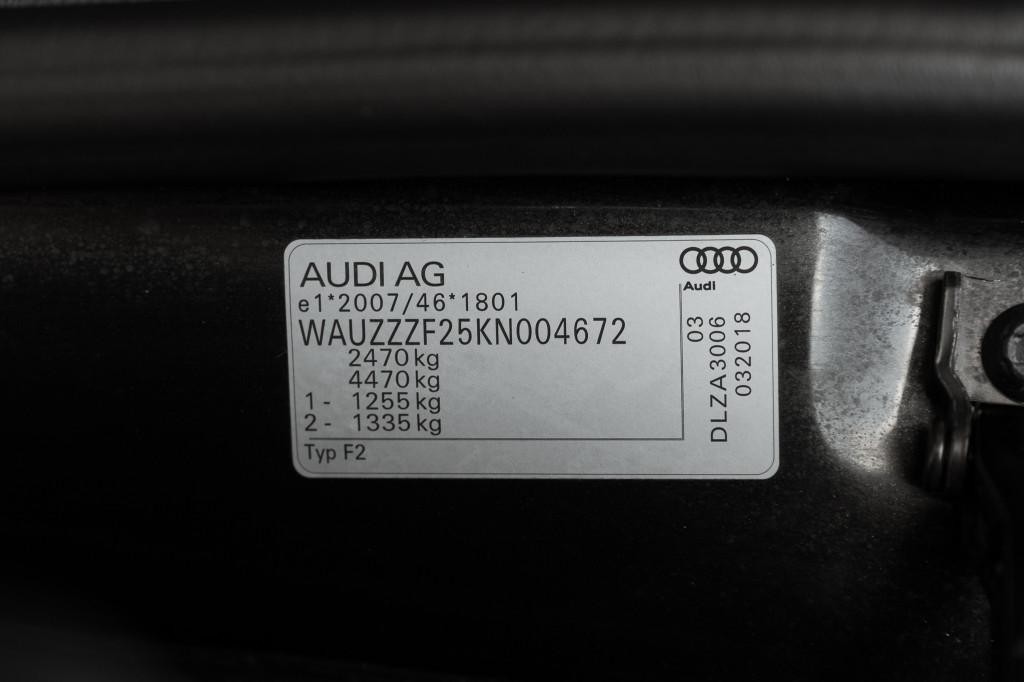 AUDI AG
e1*2007/46*1801
WAUZZZF25KN004672
2470 kg
4470 kg
1 - 1255 kg
2 - 1335 kg
Typ F2
Audi
03
DLZA3006
032018